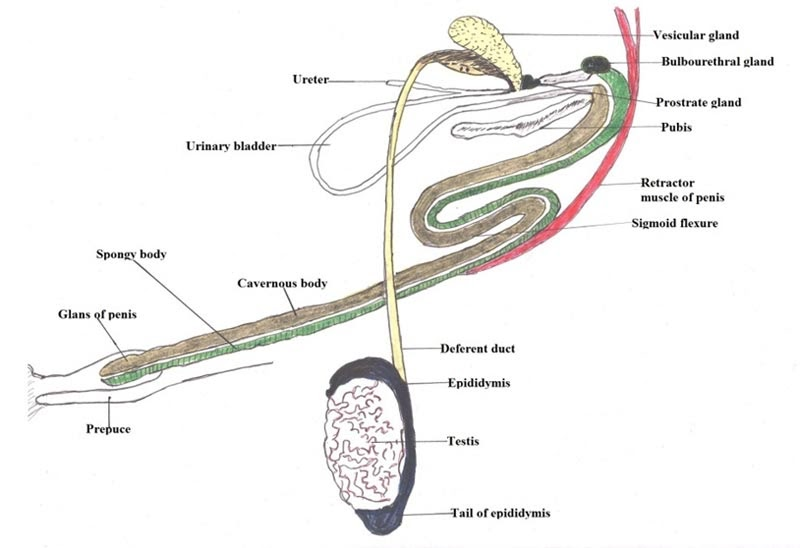 Vesicular gland
Bulbourethral gland
Ureter
Prostrate gland
Pubis
Urinary bladder
Retractor
muscle of penis
Sigmoid flexure
Spongy body
Cavernous body
Glans of penis
Deferent duct
Epididymis
Prepuce
Testis
Tail of epididymis